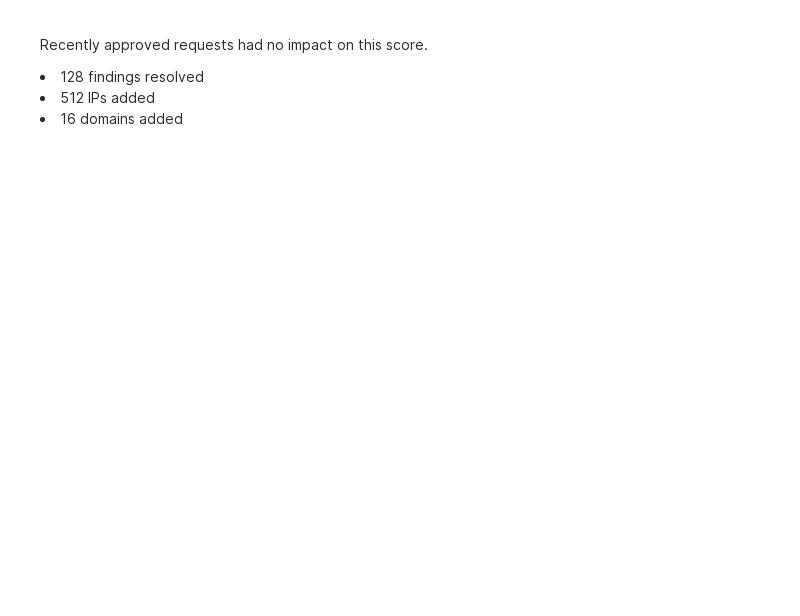 Recently approved requests had no impact on this score.
• 128 findings resolved
• 512 IPs added
• 16 domains added